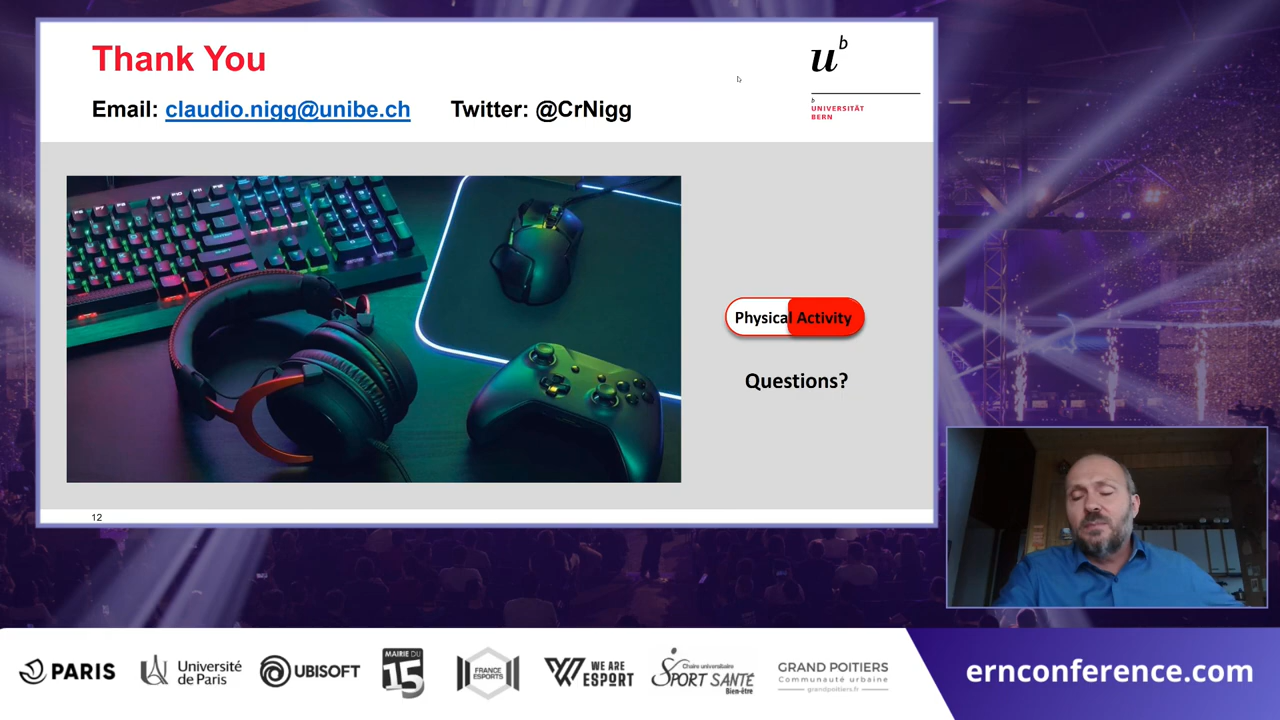 Thank You
Email: claudio.nigg@unibe.ch Twitter: @CrNigg
u b
b
UNIVERSITÄT
BERN
Physical Activity
Questions?
12
PARIS
Université
de Paris
UBISOFT
MAIRIE DU
15
FRANCE
ESPORTS
WE ARE
ESPORT
Chaire universitaire
SPORT SANTÉ
Bien-être
GRAND POITIERS
Communauté urbaine
grandpoitiers.fr
ernconference.com